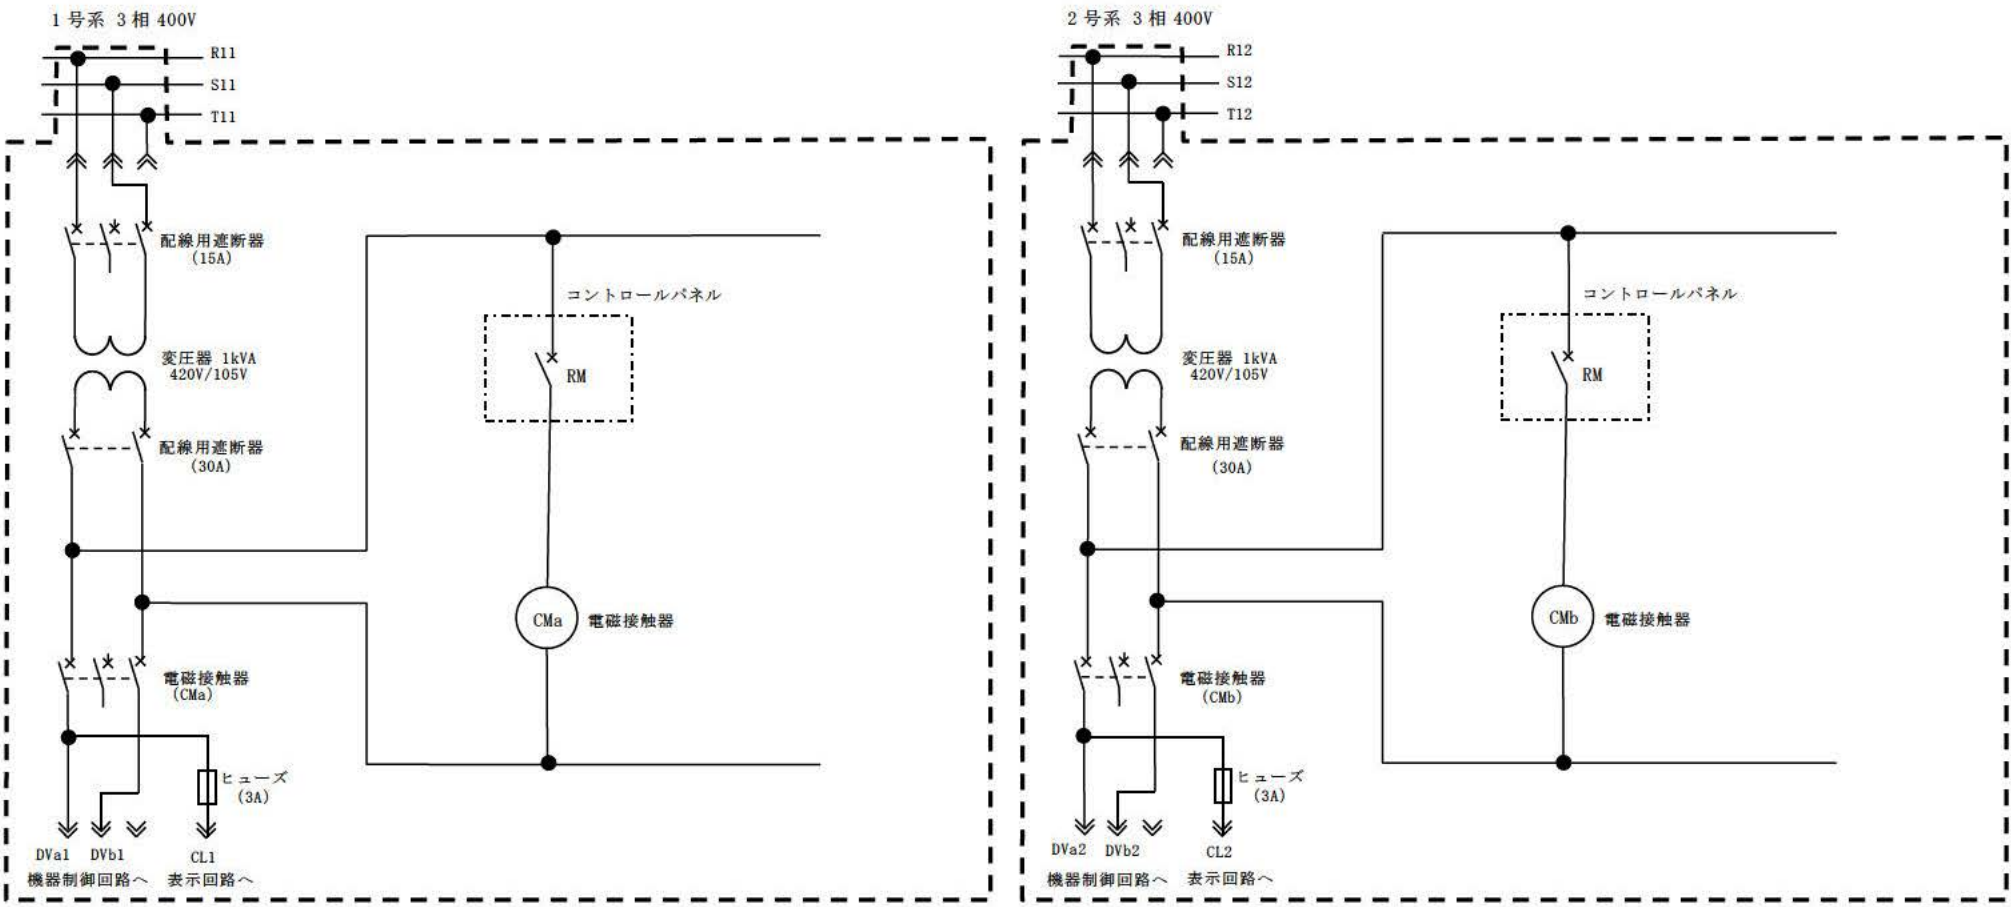 1号系 3相 400V
R11
S11
T11
配線用遮断器
(15A)
コントロールパネル
変圧器 1kVA
420V/105V
RM
配線用遮断器
(30A)
CMa
電磁接触器
電磁接触器
(CMa)
ヒューズ
(3A)
DVa1 DVb1 CL1
機器制御回路へ 表示回路へ
2号系 3相 400V
R12
S12
T12
配線用遮断器
(15A)
コントロールパネル
変圧器 1kVA
420V/105V
RM
配線用遮断器
(30A)
CMb
電磁接触器
電磁接触器
(CMb)
ヒューズ
(3A)
DVa2 DVb2 CL2
機器制御回路へ 表示回路へ